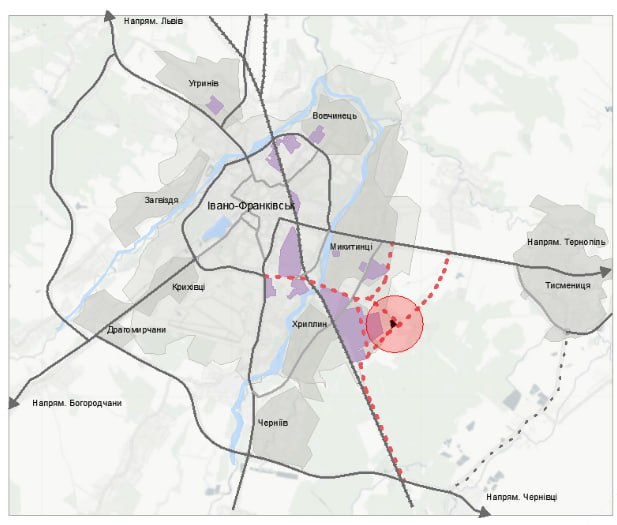 Напрям. Львів
Угринів
Вовчинець
Загвіздя
Івано-Франківськ
Микитинці
Напрям. Тернопіль
Тисмениця
Крихівці
Хриплин
Драгомирчани
Напрям. Богородчани
Черніїв
Напрям. Чернівці